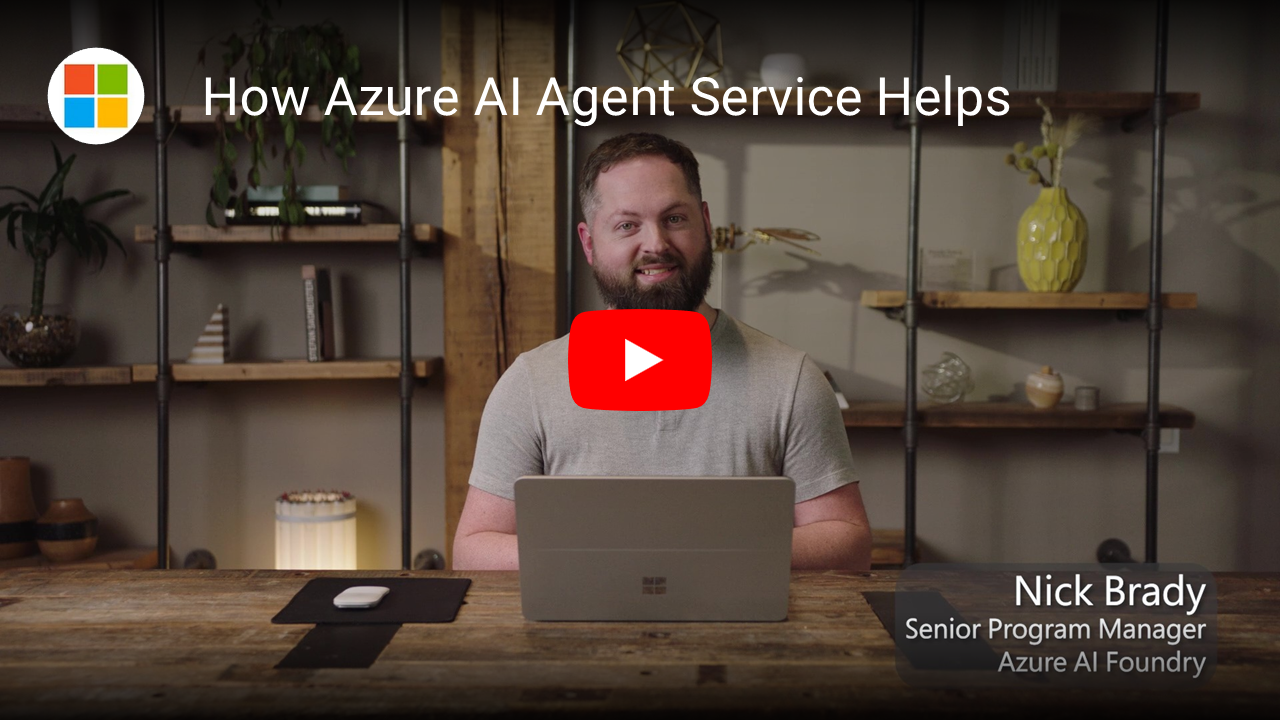 How Azure AI Agent Service Helps
Nick Brady
Senior Program Manager
Azure AI Foundry